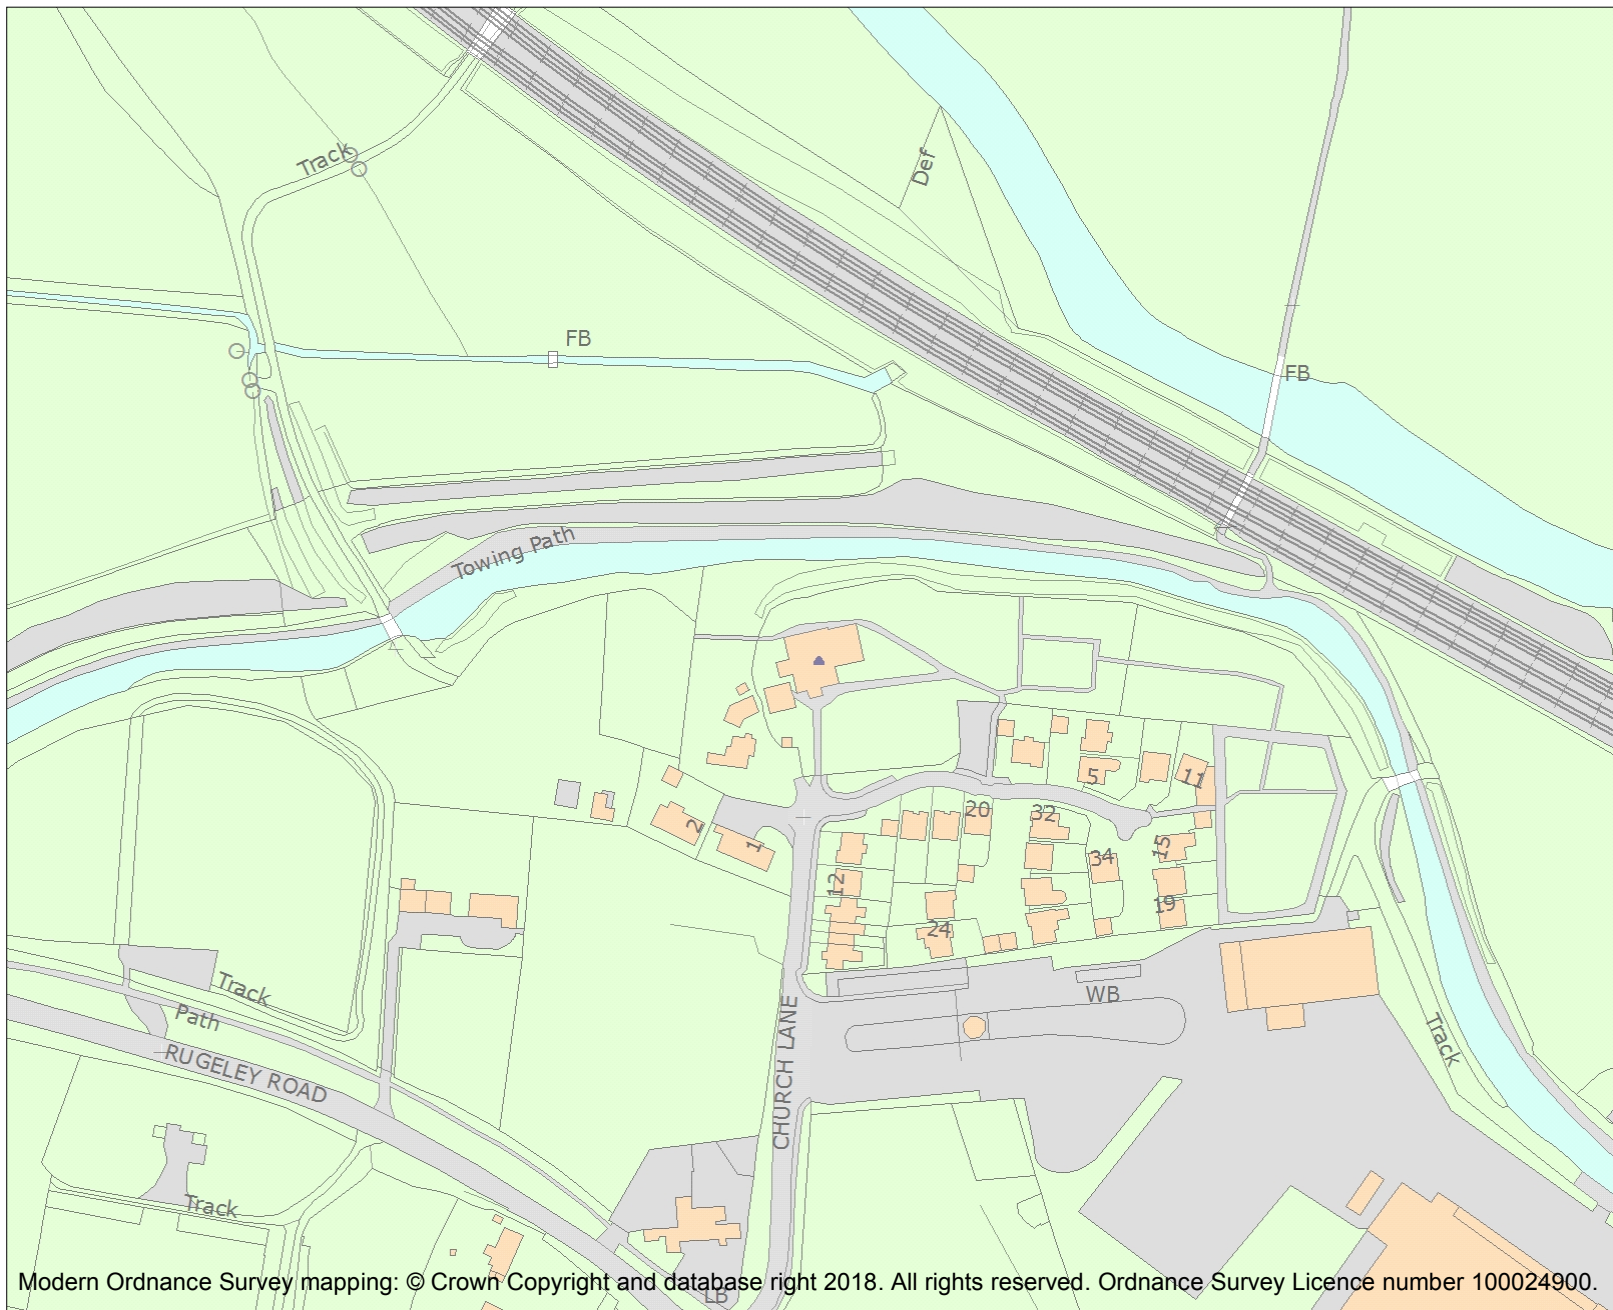 Track
Def
FB
FB
Towing Path
5
11
20
32
2
1
15
34
12
19
24
Track
WB
Path
RUGELEY ROAD
CHURCH LANE
Track
Track
LB
Modern Ordnance Survey mapping: © Crown Copyright and database right 2018. All rights reserved. Ordnance Survey Licence number 100024900.